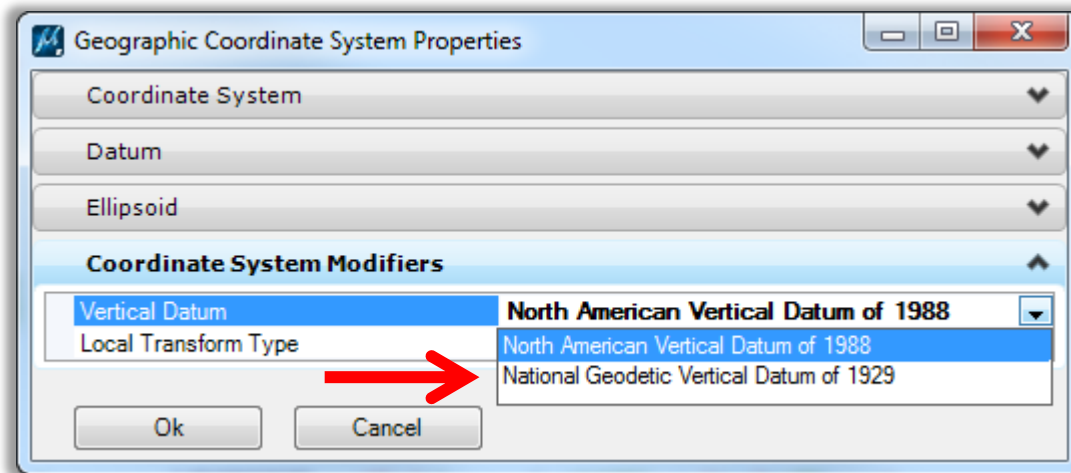 Geographic Coordinate System Properties
Coordinate System
Datum
Ellipsoid
Coordinate System Modifiers
Vertical Datum North American Vertical Datum of 1988
Local Transform Type North American Vertical Datum of 1988
National Geodetic Vertical Datum of 1929
Ok Cancel